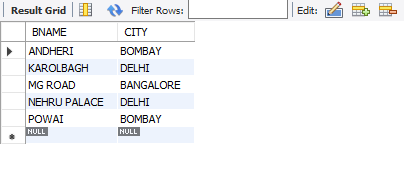 Result Grid Filter Rows: Edit:
BNAME CITY
ANDHERI BOMBAY
KAROLBAGH DELHI
MG ROAD BANGALORE
NEHRU PALACE DELHI
POWAI BOMBAY
NULL NULL